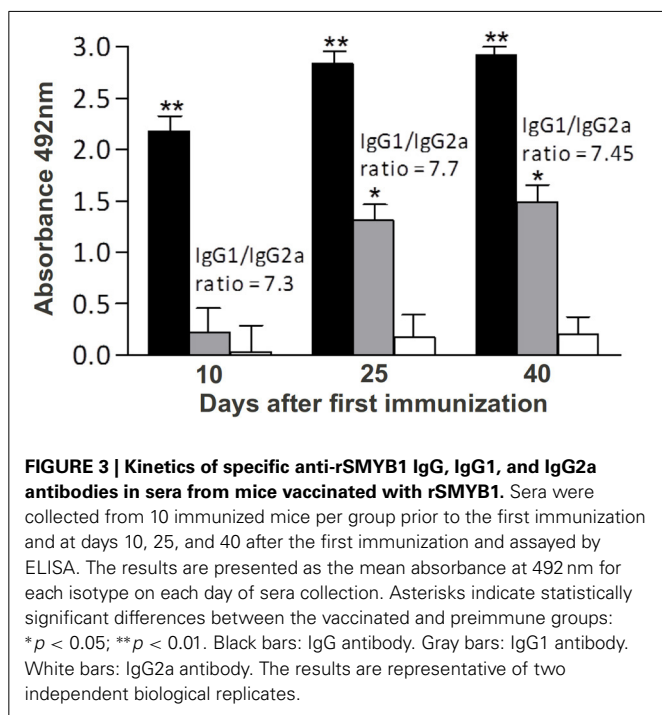 3.0
2.5
2.0
1.5
1.0
0.5
0.0
Absorbance 492nm
**
**
**
IgG1/IgG2a
ratio = 7.3
IgG1/IgG2a
ratio = 7.7
*
IgG1/IgG2a
ratio = 7.45
*
10 25 40
Days after first immunization
FIGURE 3 | Kinetics of specific anti-rSMYB1 IgG, IgG1, and IgG2a
antibodies in sera from mice vaccinated with rSMYB1. Sera were
collected from 10 immunized mice per group prior to the first immunization
and at days 10, 25, and 40 after the first immunization and assayed by
ELISA. The results are presented as the mean absorbance at 492 nm for
each isotype on each day of sera collection. Asterisks indicate statistically
significant differences between the vaccinated and preimmune groups:
*p < 0.05; **p < 0.01. Black bars: IgG antibody. Gray bars: IgG1 antibody.
White bars: IgG2a antibody. The results are representative of two
independent biological replicates.